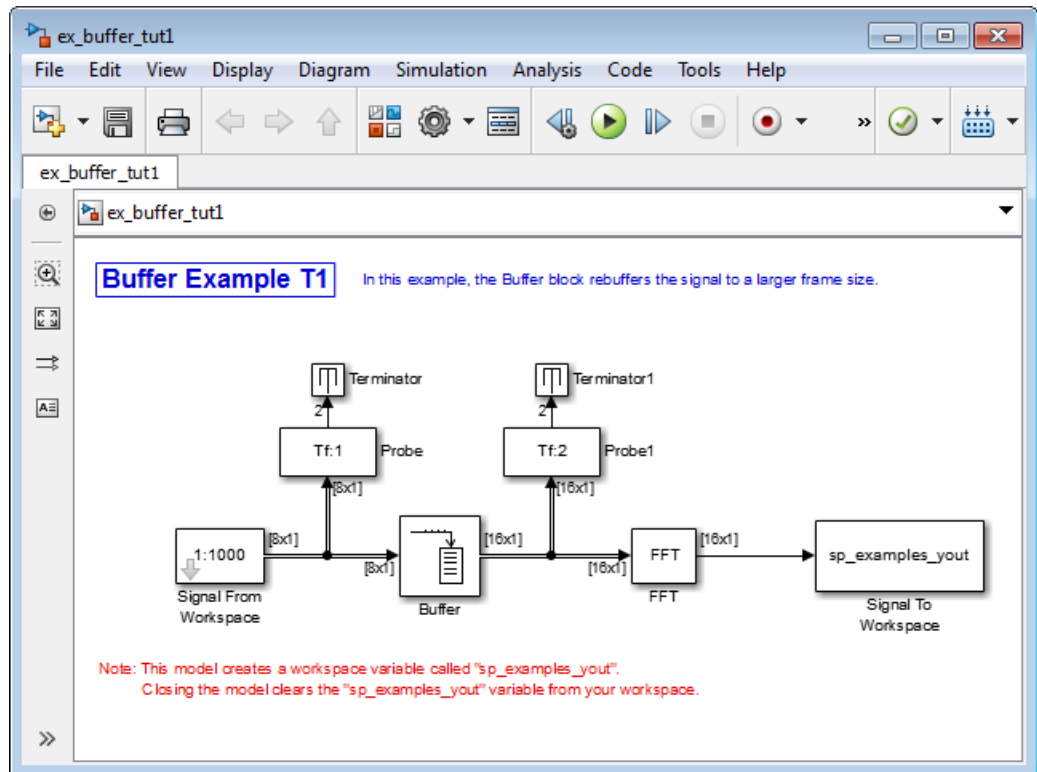 ex_buffer_tut1
File Edit View Display Diagram Simulation Analysis Code Tools Help
»
ex_buffer_tut1
ex_buffer_tut1
Buffer Example T1 In this example, the Buffer block rebuffers the signal to a larger frame size.
Terminator Terminator1
2 2
Tf:1 Probe Tf:2 Probe1
[8x1] [16x1]
1:1000 [8x1] [8x1] [16x1] [16x1] FFT [16x1] sp_examples_yout
Signal From
Workspace
Buffer
FFT
Signal To
Workspace
Note: This model creates a workspace variable called "sp_examples_yout".
Closing the model clears the "sp_examples_yout" variable from your workspace.